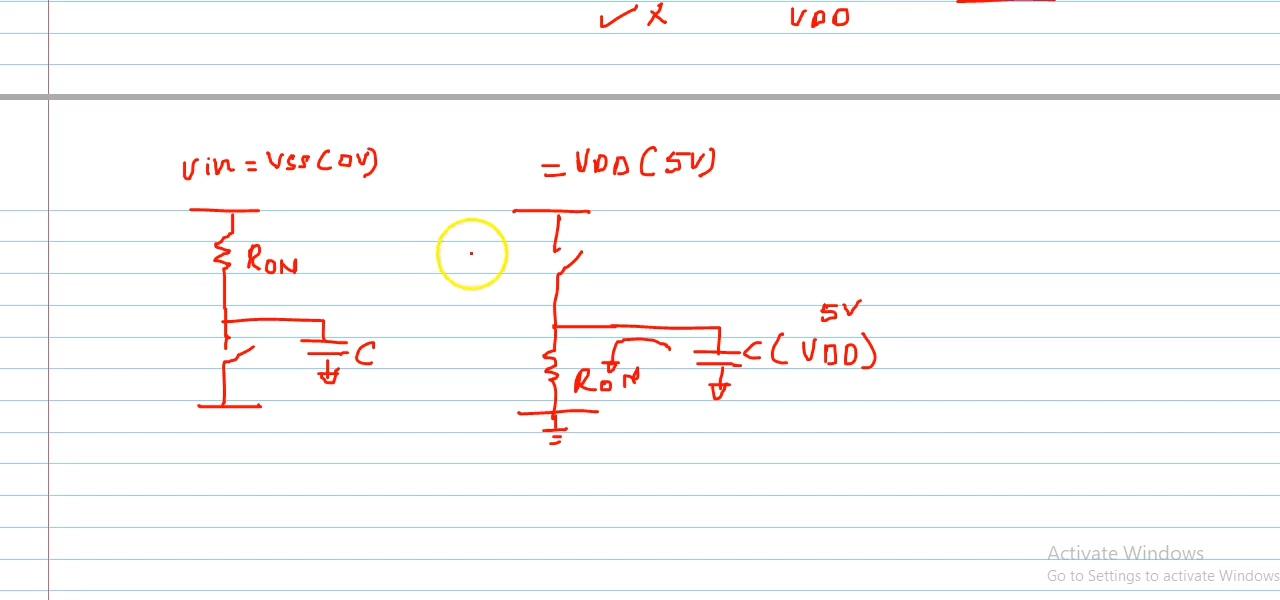 ✓ x VDD
Vin = VSS (0V) = VDD (5V)
RON
5V
C C (VDD)
RON
Activate Windows
Go to Settings to activate Windows